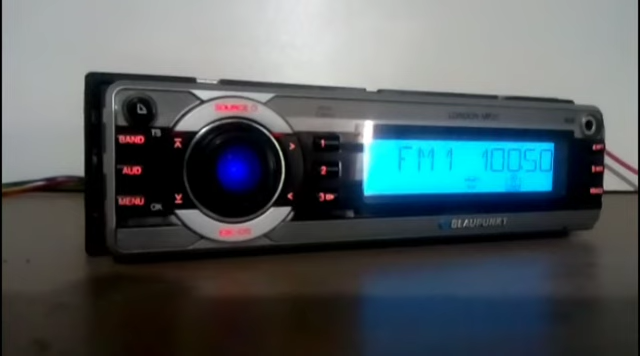 SOURCE
BAND TS
AUD
MENU OK
1
2
3
FM1 10050
BLAUPUNKT